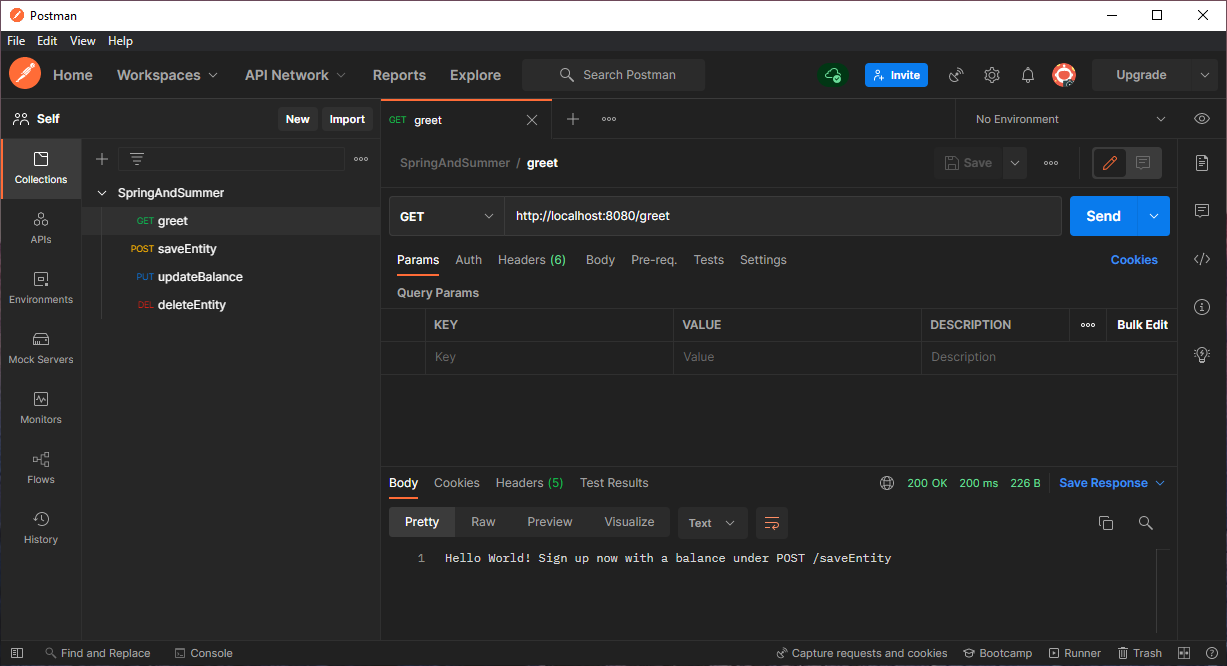 Postman
File Edit View Help
Home Workspaces API Network Reports Explore Search Postman Invite Upgrade
Self New Import GET greet No Environment
Collections
APIs
Environments
Mock Servers
Monitors
Flows
History
SpringAndSummer
GET greet
POST saveEntity
PUT updateBalance
DEL deleteEntity
SpringAndSummer / greet Save
GET http://localhost:8080/greet Send
Params Auth Headers (6) Body Pre-req. Tests Settings Cookies
Query Params
KEY VALUE DESCRIPTION Bulk Edit
Key Value Description
Body Cookies Headers (5) Test Results 200 OK 200 ms 226 B Save Response
Pretty Raw Preview Visualize Text
1 Hello World! Sign up now with a balance under POST /saveEntity
Find and Replace Console Capture requests and cookies Bootcamp Runner Trash